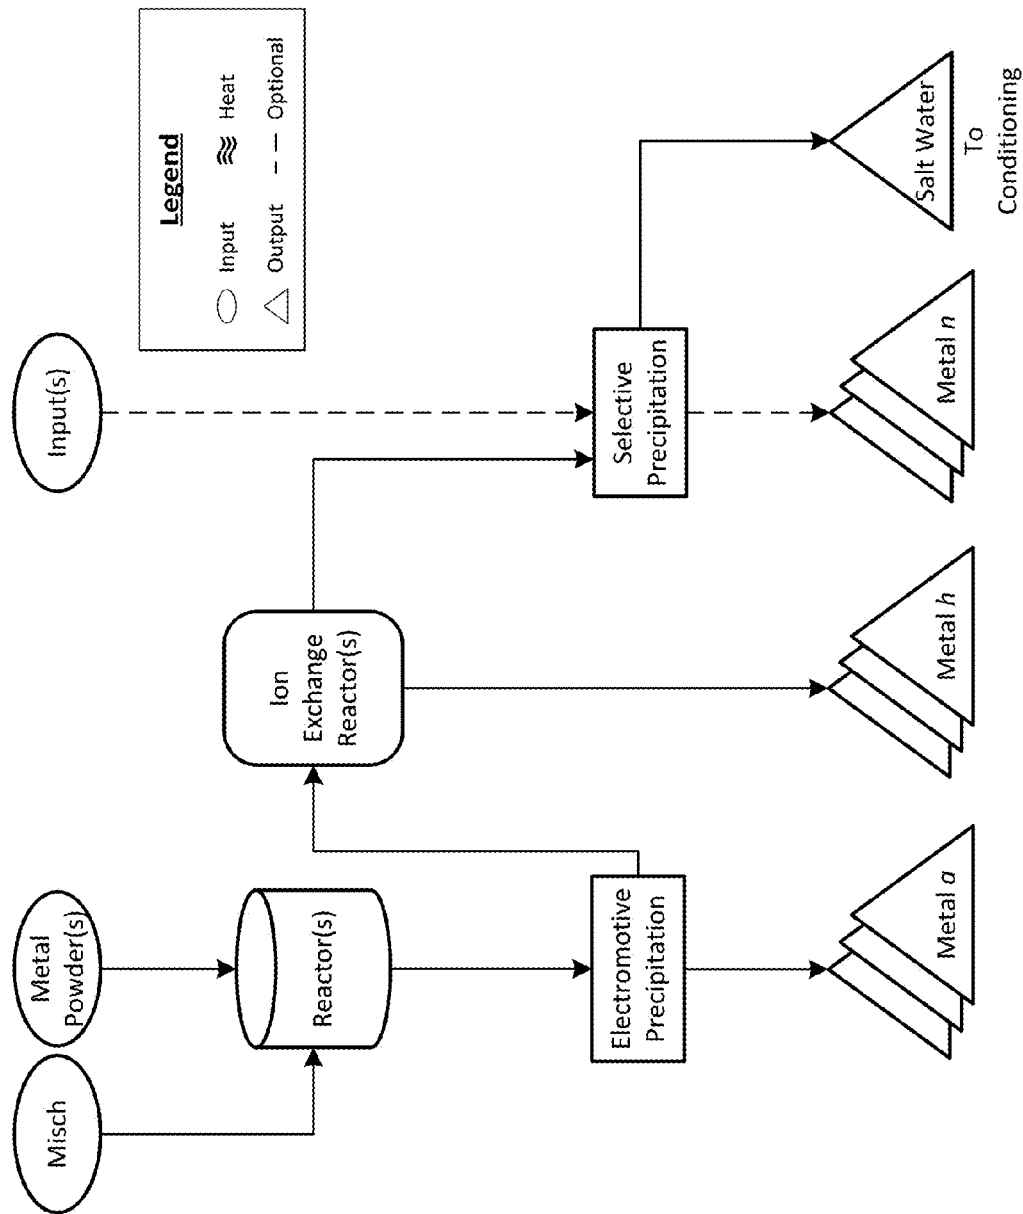 Misch
Metal
Powder(s)
Input(s)
Legend
Input
Heat
Output
Optional
Reactor(s)
Ion
Exchange
Reactor(s)
Electromotive
Precipitation
Selective
Precipitation
Metal a
Metal h
Metal n
Salt Water
To
Conditioning